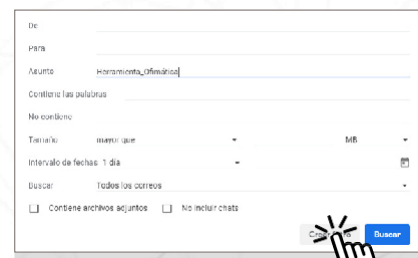 De
Para
Asunto Herramienta_Ofimática
Contiene las palabras
No contiene
Tamaño mayor que MB
Intervalo de fechas 1 día
Buscar Todos los correos
Contiene archivos adjuntos No incluir chats
Buscar